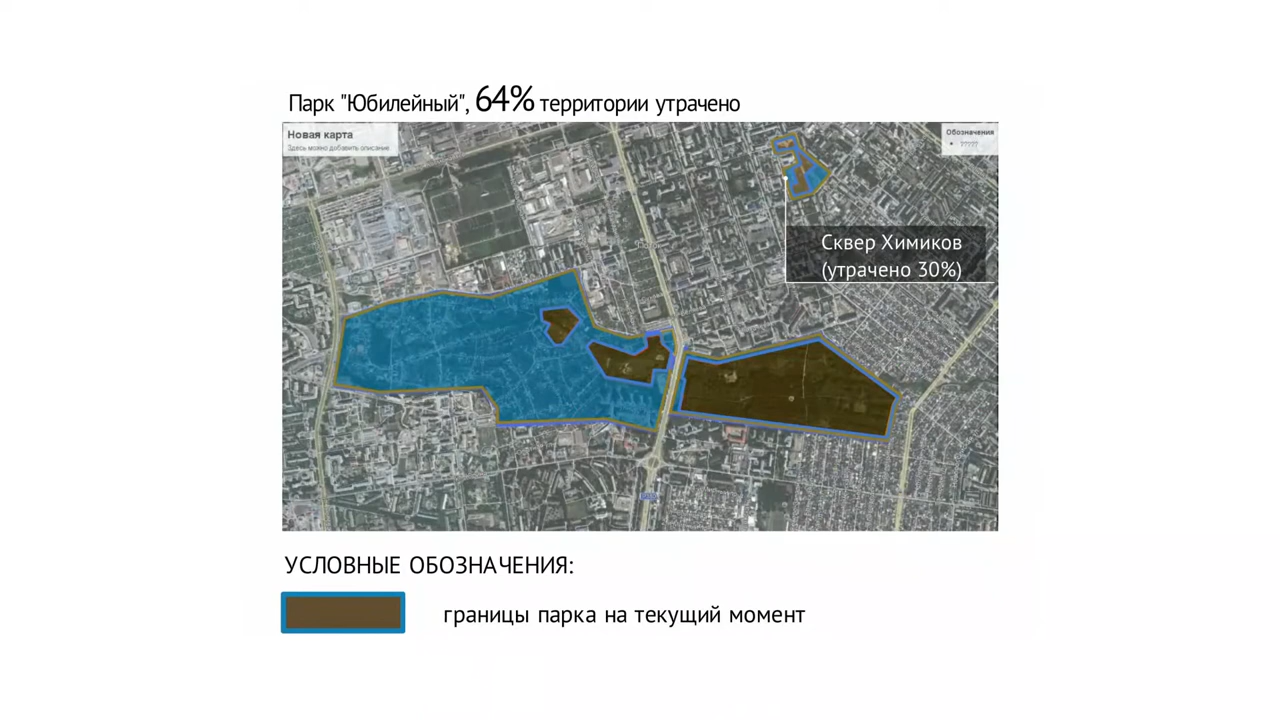 Парк "Юбилейный", 64% территории утрачено
Новая карта
Здесь можно добавить описание
Обозначения
?????
Сквер Химиков
(утрачено 30%)
УСЛОВНЫЕ ОБОЗНАЧЕНИЯ:
границы парка на текущий момент